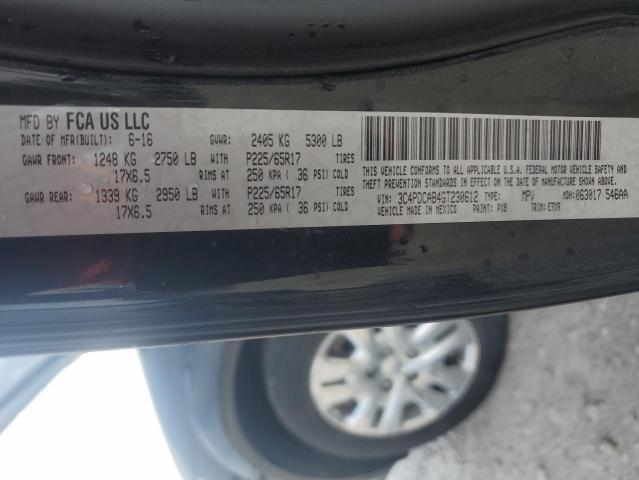 MFD BY FCA US LLC
DATE OF MFR(BUILT): 6-16 GVWR: 2405 KG 5300 LB
GAWR FRONT: 1248 KG 2750 LB WITH P225/65R17 TIRES
17X6.5 RIMS AT 250 KPA ( 36 PSI) COLD
GAWR REAR: 1339 KG 2950 LB WITH P225/65R17 TIRES
17X6.5 RIMS AT 250 KPA ( 36 PSI) COLD
THIS VEHICLE CONFORMS TO ALL APPLICABLE U.S.A. FEDERAL MOTOR VEHICLE SAFETY, BUMPER AND
THEFT PREVENTION STANDARDS IN EFFECT ON THE DATE OF MANUFACTURE SHOWN ABOVE.
VIN: 3C4PDCAB4GT230612 TYPE: MPV MDH: 063017 546AA
VEHICLE MADE IN MEXICO PAINT: PXB TRIM: E7X9